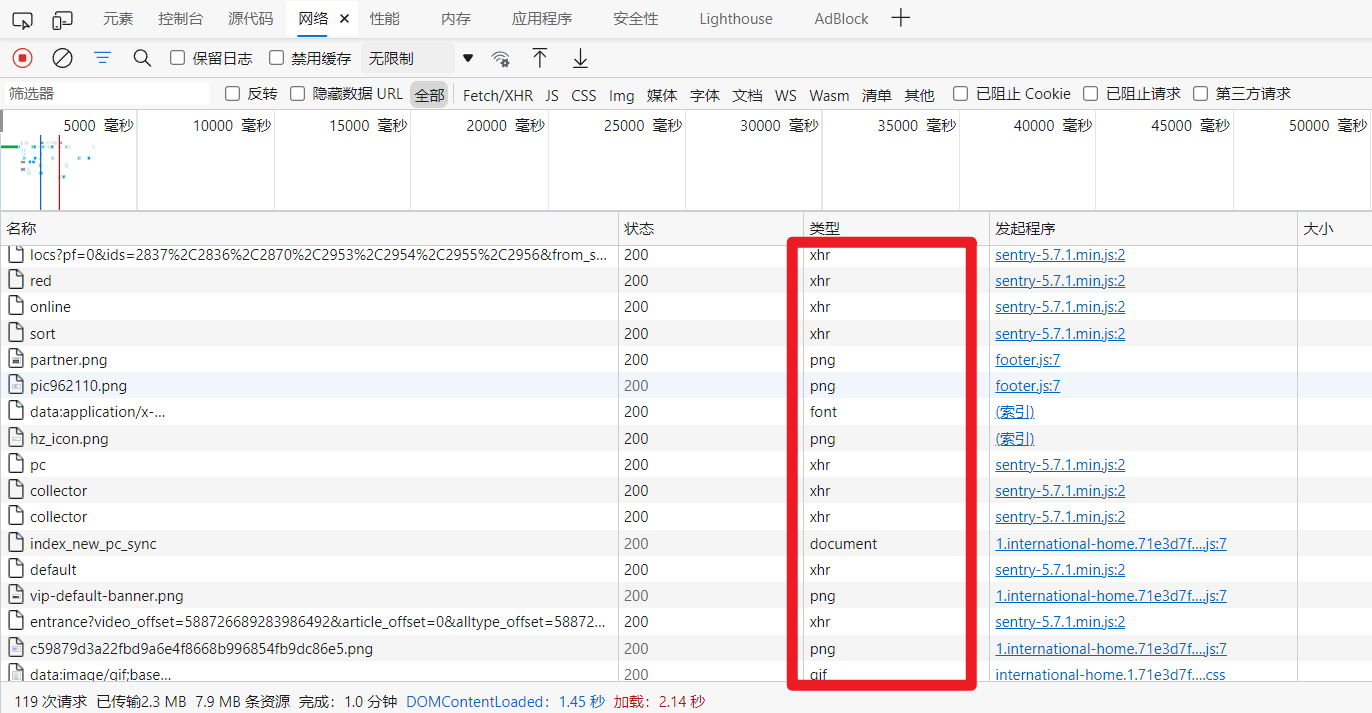 元素 控制台 源代码 网络 × 性能 内存 应用程序 安全性 Lighthouse AdBlock +
保留日志 禁用缓存 无限制
筛选器 反转 隐藏数据 URL 全部 Fetch/XHR JS CSS Img 媒体 字体 文档 WS Wasm 清单 其他 已阻止 Cookie 已阻止请求 第三方请求
5000 毫秒 10000 毫秒 15000 毫秒 20000 毫秒 25000 毫秒 30000 毫秒 35000 毫秒 40000 毫秒 45000 毫秒 50000 毫秒
名称 状态 类型 发起程序 大小
locs?pf=0&ids=2837%2C2836%2C2870%2C2953%2C2954%2C2955%2C2956&from_s... 200 xhr sentry-5.7.1.min.js:2
red 200 xhr sentry-5.7.1.min.js:2
online 200 xhr sentry-5.7.1.min.js:2
sort 200 xhr sentry-5.7.1.min.js:2
partner.png 200 png footer.js:7
pic962110.png 200 png footer.js:7
data:application/x-... 200 font (索引)
hz_icon.png 200 png (索引)
pc 200 xhr sentry-5.7.1.min.js:2
collector 200 xhr sentry-5.7.1.min.js:2
collector 200 xhr sentry-5.7.1.min.js:2
index_new_pc_sync 200 document 1.international-home.71e3d7f....js:7
default 200 xhr sentry-5.7.1.min.js:2
vip-default-banner.png 200 png 1.international-home.71e3d7f....js:7
entrance?video_offset=588726689283986492&article_offset=0&alltype_offset=58872... 200 xhr sentry-5.7.1.min.js:2
c59879d3a22fbd9a6e4f8668b996854fb9dc86e5.png 200 png 1.international-home.71e3d7f....js:7
data:image/gif;base... 200 gif international-home.1.71e3d7f....css
119 次请求 已传输2.3 MB 7.9 MB 条资源 完成：1.0 分钟 DOMContentLoaded：1.45 秒 加载：2.14 秒